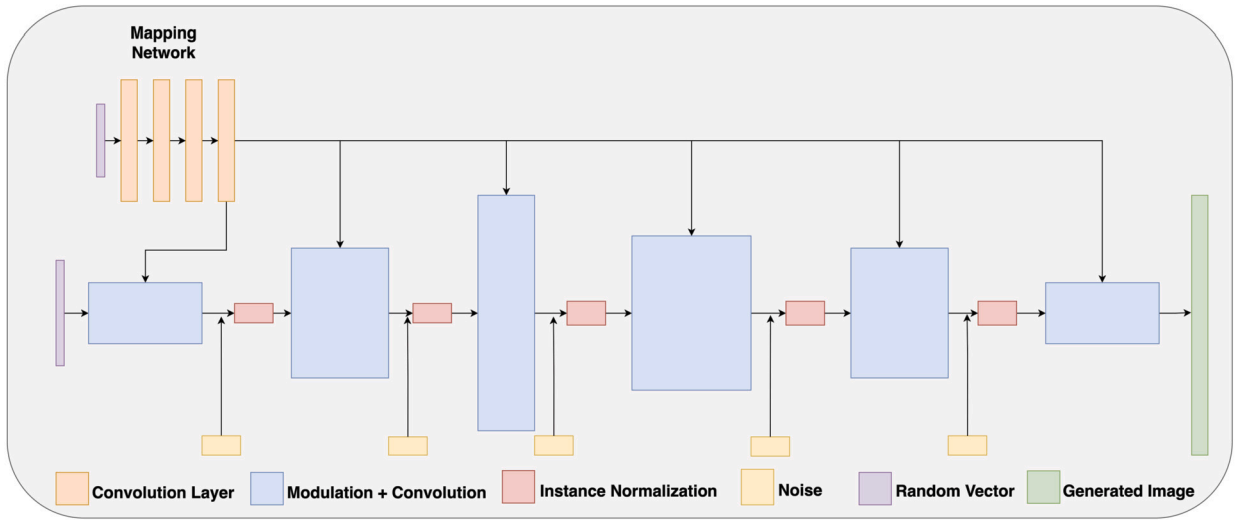 Mapping
Network
Convolution Layer
Modulation + Convolution
Instance Normalization
Noise
Random Vector
Generated Image